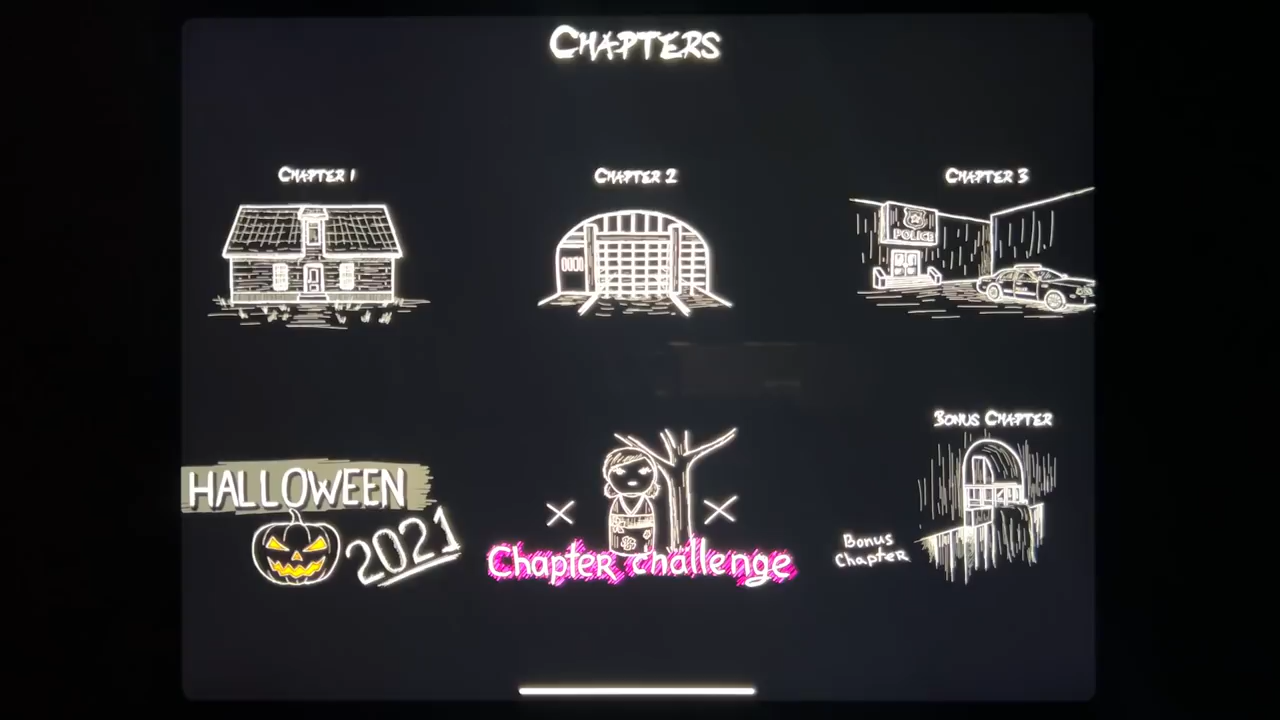 CHAPTERS
CHAPTER 1
CHAPTER 2
CHAPTER 3
POLICE
HALLOWEEN
2021
Chapter challenge
BONUS CHAPTER
Bonus
Chapter